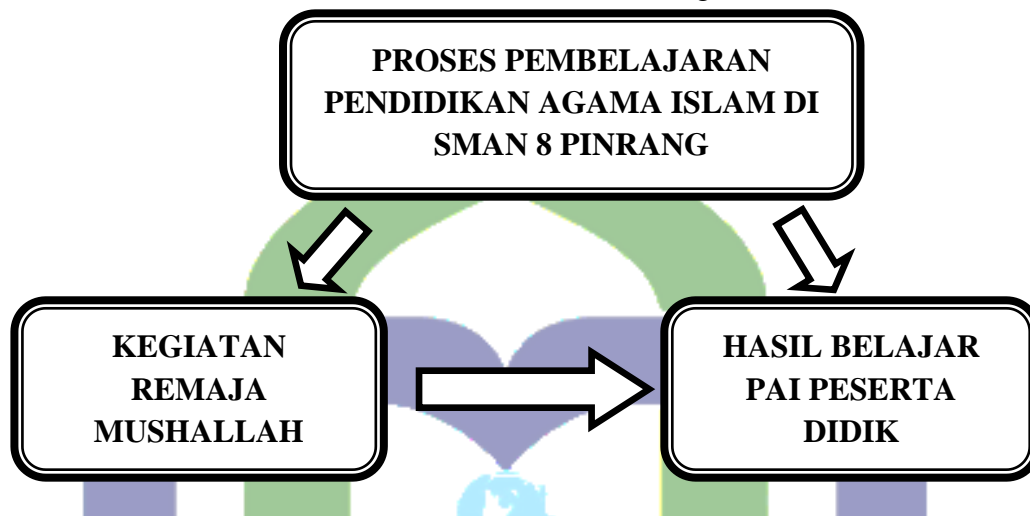 PROSES PEMBELAJARAN
PENDIDIKAN AGAMA ISLAM DI
SMAN 8 PINRANG
KEGIATAN
REMAJA
MUSHALLAH
HASIL BELAJAR
PAI PESERTA
DIDIK